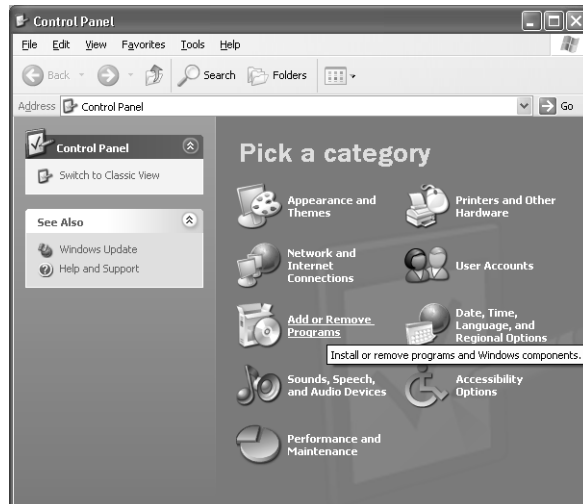 Control Panel
File Edit View Favorites Tools Help
Back Search Folders
Address Control Panel Go
Control Panel
Switch to Classic View
See Also
Windows Update
Help and Support
Pick a category
Appearance and
Themes
Printers and Other
Hardware
Network and
Internet
Connections
User Accounts
Add or Remove
Programs
Date, Time,
Language, and
Regional Options
Install or remove programs and Windows components.
Sounds, Speech,
and Audio Devices
Accessibility
Options
Performance and
Maintenance